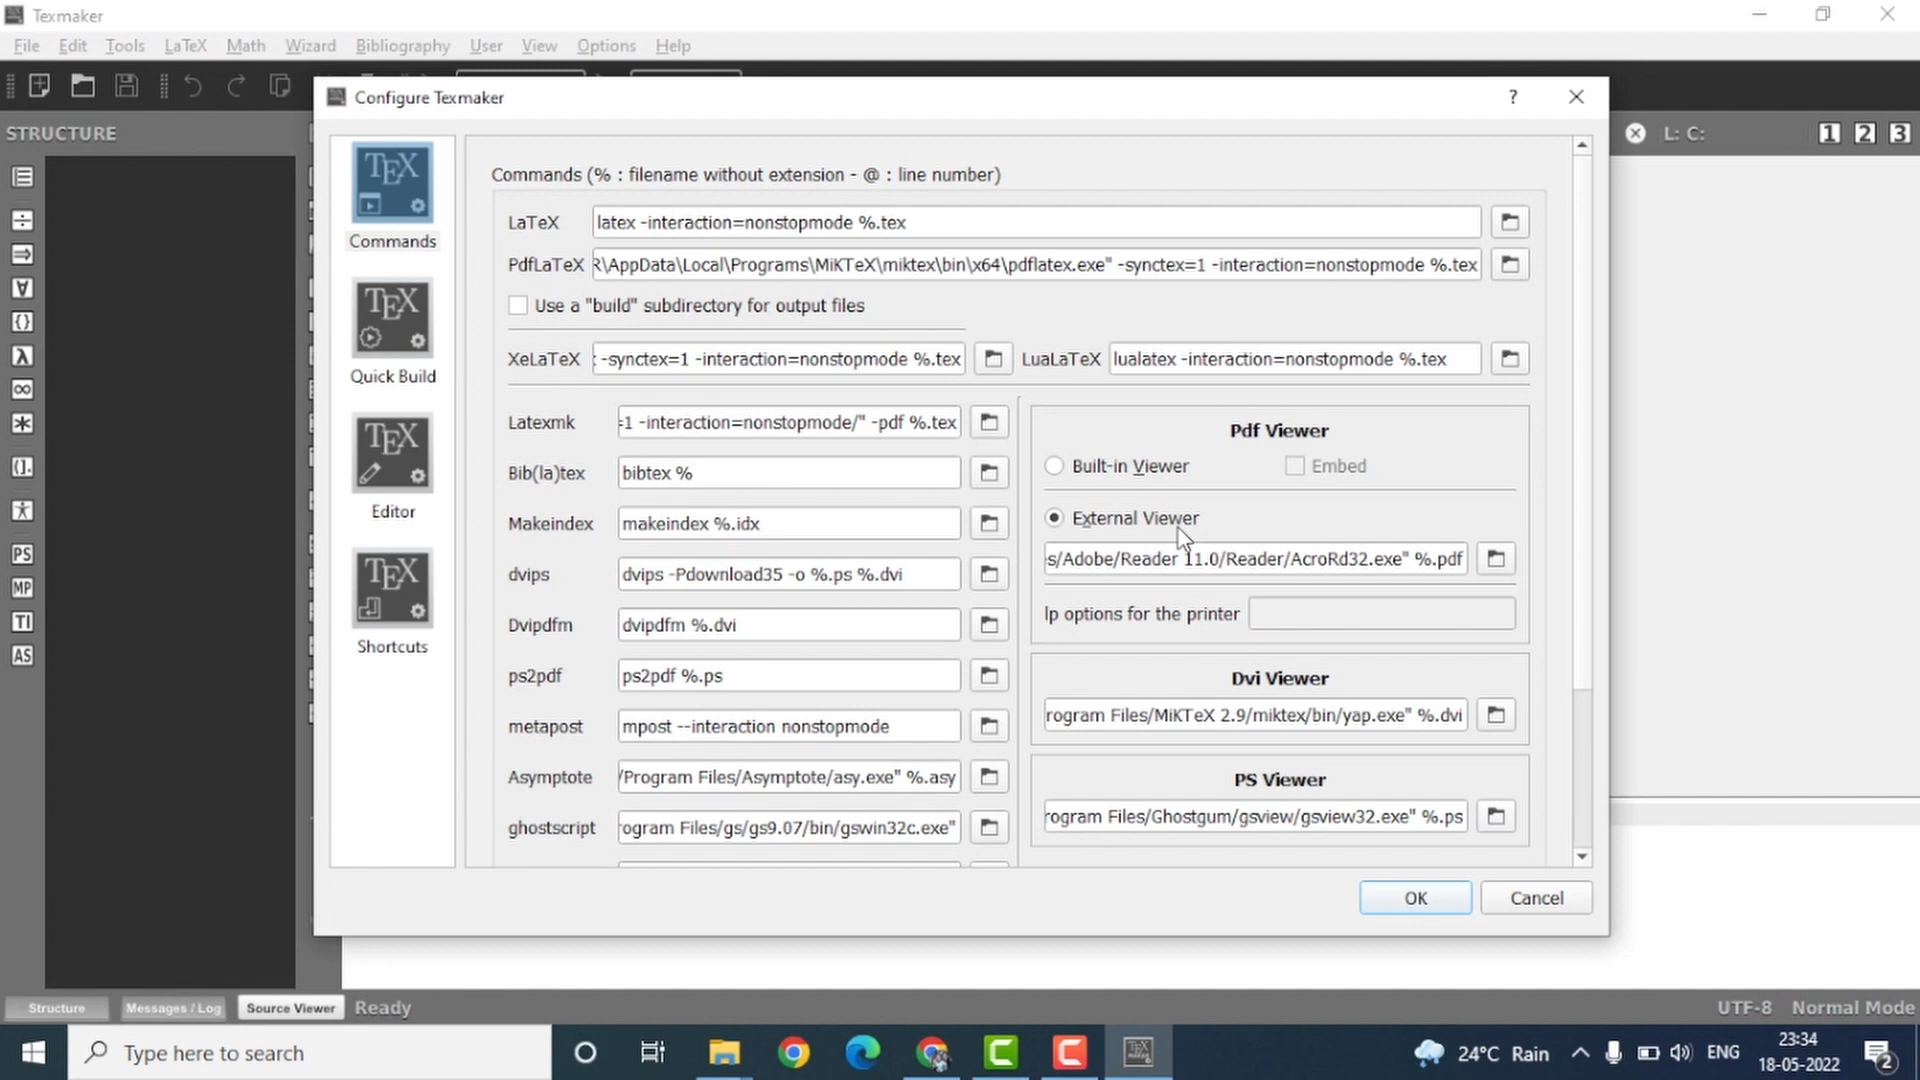 Texmaker
File Edit Tools LaTeX Math Wizard Bibliography User View Options Help
Configure Texmaker ?
STRUCTURE
L: C: 1 2 3
TEX
Commands
TEX
Quick Build
TEX
Editor
TEX
Shortcuts
Commands (% : filename without extension - @ : line number)
LaTeX latex -interaction=nonstopmode %.tex
PdfLaTeX R\AppData\Local\Programs\MiKTeX\miktex\bin\x64\pdflatex.exe" -synctex=1 -interaction=nonstopmode %.tex
Use a "build" subdirectory for output files
XeLaTeX -synctex=1 -interaction=nonstopmode %.tex LuaLaTeX lualatex -interaction=nonstopmode %.tex
Latexmk =1 -interaction=nonstopmode/" -pdf %.tex
Bib(la)tex bibtex %
Makeindex makeindex %.idx
dvips dvips -Pdownload35 -o %.ps %.dvi
Dvipdfm dvipdfm %.dvi
ps2pdf ps2pdf %.ps
metapost mpost --interaction nonstopmode
Asymptote /Program Files/Asymptote/asy.exe" %.asy
ghostscript rogram Files/gs/gs9.07/bin/gswin32c.exe"
Pdf Viewer
Built-in Viewer Embed
External Viewer
s/Adobe/Reader 11.0/Reader/AcroRd32.exe" %.pdf
lp options for the printer
Dvi Viewer
rogram Files/MiKTeX 2.9/miktex/bin/yap.exe" %.dvi
PS Viewer
rogram Files/Ghostgum/gsview/gsview32.exe" %.ps
OK Cancel
PS
MP
TI
AS
Structure Messages / Log Source Viewer Ready
UTF-8 Normal Mode
Type here to search
24°C Rain ENG
23:34
18-05-2022
2